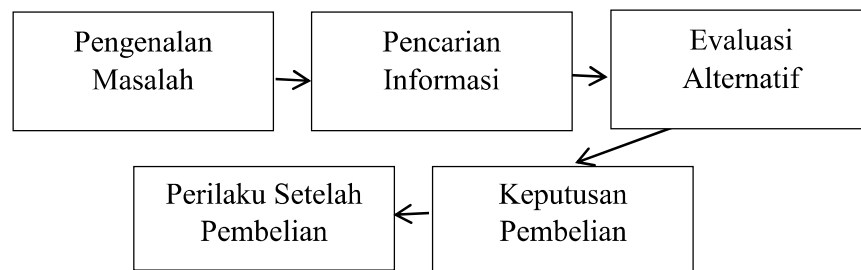 Pengenalan
Masalah
Pencarian
Informasi
Evaluasi
Alternatif
Keputusan
Pembelian
Perilaku Setelah
Pembelian